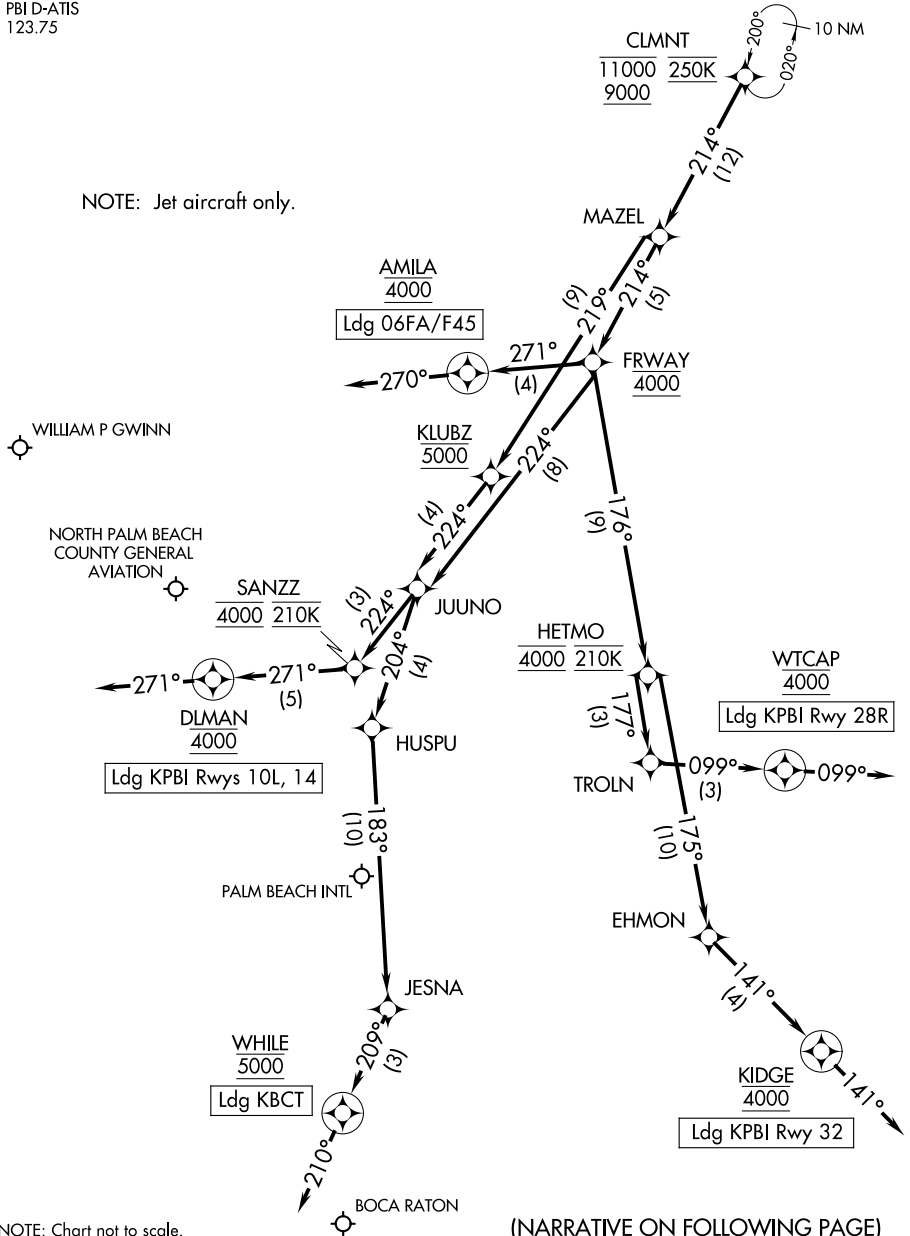 PBI D-ATIS
123.75
200°
020°
10 NM
CLMNT
11000 250K
9000
214°
(12)
NOTE: Jet aircraft only.
MAZEL
AMILA
4000
Ldg 06FA/F45
(9)
219°
214°
(5)
271°
(4)
270°
FRWAY
4000
WILLIAM P GWINN
KLUBZ
5000
224°
(8)
(4)
224°
176°
(9)
NORTH PALM BEACH
COUNTY GENERAL
AVIATION
SANZZ
4000 210K
(3)
224°
JUUNO
204°
(4)
HETMO
4000 210K
WTCAP
4000
Ldg KPBI Rwy 28R
271°
271°
(5)
DLMAN
4000
Ldg KPBI Rwys 10L, 14
HUSPU
177°
(3)
TROLN
099°
(3)
099°
183°
(10)
175°
(10)
PALM BEACH INTL
EHMON
141°
(4)
JESNA
209°
(3)
WHILE
5000
Ldg KBCT
KIDGE
4000
Ldg KPBI Rwy 32
141°
210°
BOCA RATON
NOTE: Chart not to scale.
(NARRATIVE ON FOLLOWING PAGE)